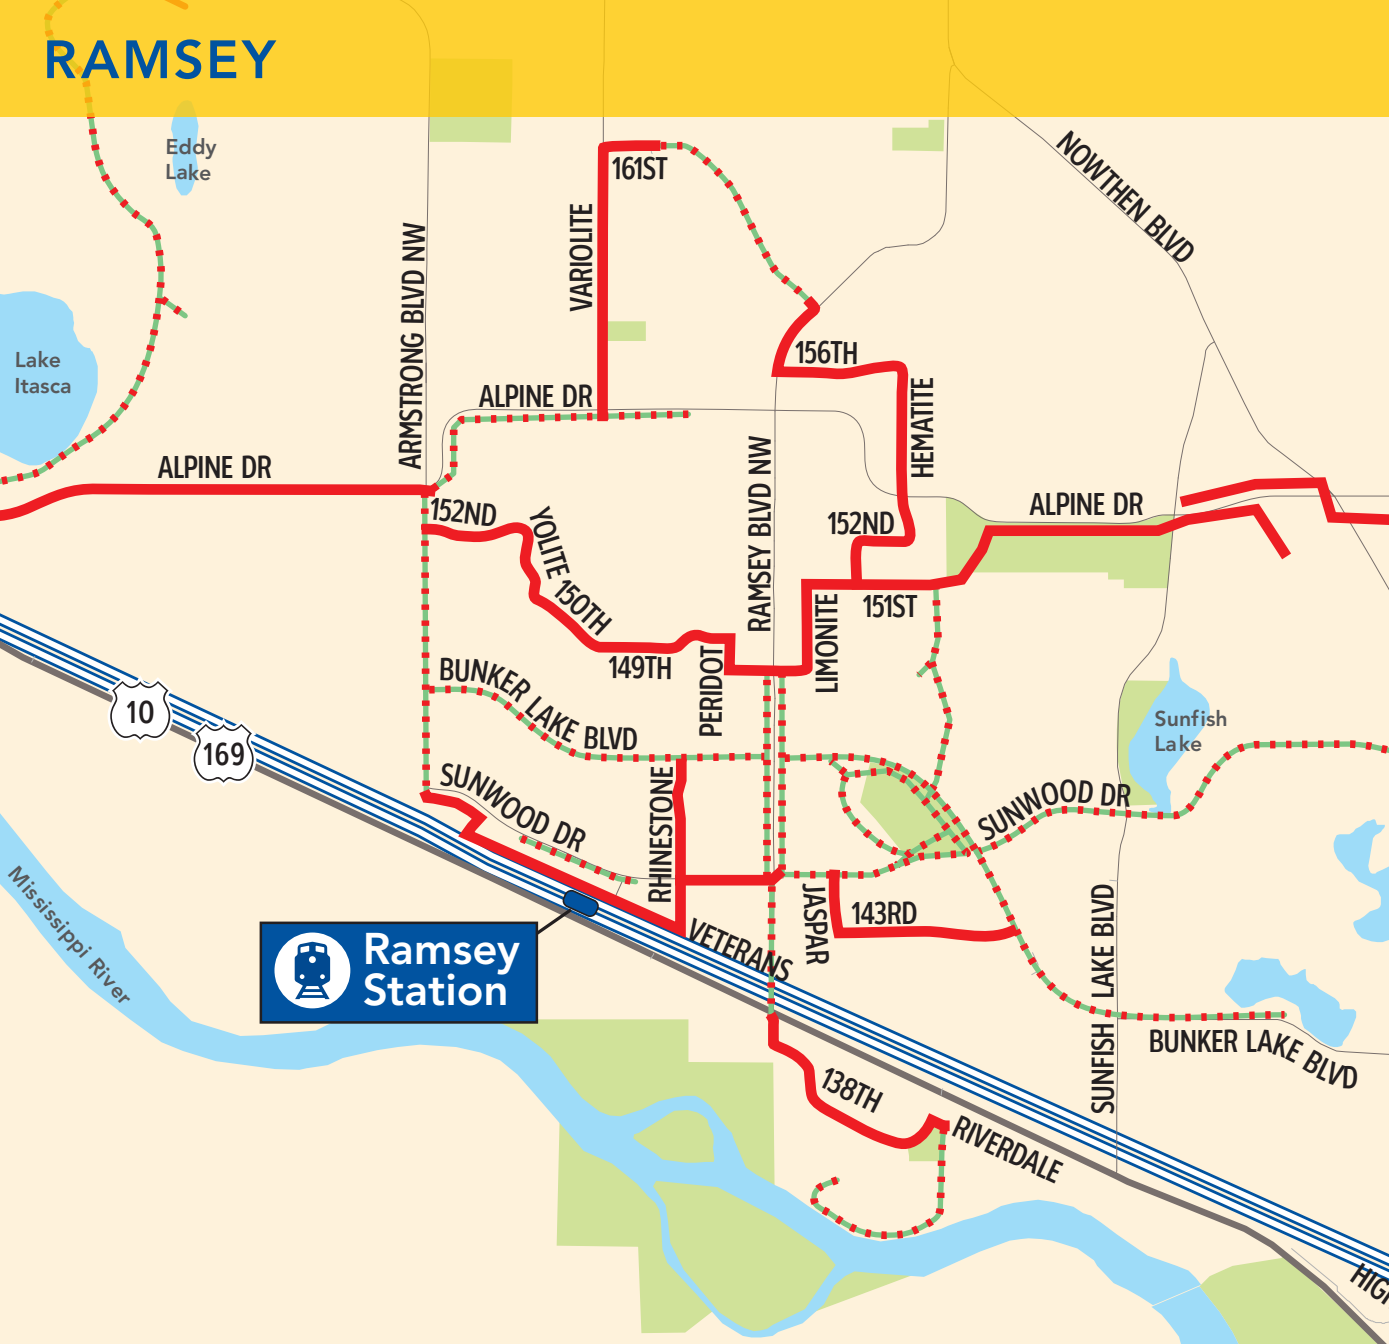 RAMSEY
Eddy
Lake
NOWTHEN BLVD
161ST
VARIOLITE
ARMSTRONG BLVD NW
156TH
Lake
Itasca
ALPINE DR
HEMATITE
ALPINE DR
RAMSEY BLVD NW
ALPINE DR
152ND
YOLITE
152ND
150TH
151ST
LIMONITE
149TH
PERIDOT
BUNKER LAKE BLVD
10
169
Sunfish
Lake
SUNWOOD DR
SUNWOOD DR
RHINESTONE
Mississippi River
JASPAR
143RD
SUNFISH LAKE BLVD
VETERANS
Ramsey
Station
BUNKER LAKE BLVD
138TH
RIVERDALE
HIGH